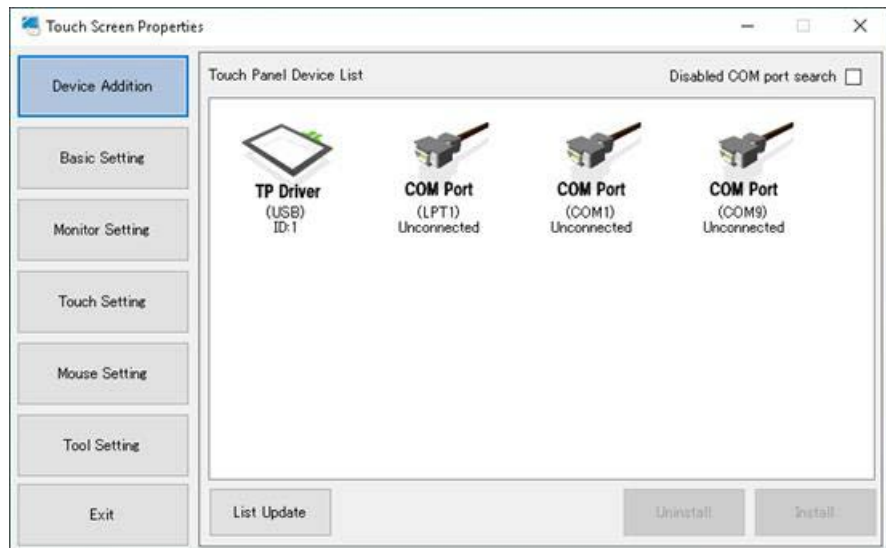 Touch Screen Properties
Device Addition
Basic Setting
Monitor Setting
Touch Setting
Mouse Setting
Tool Setting
Exit
Touch Panel Device List
Disabled COM port search
TP Driver
(USB)
ID:1
COM Port
(LPT1)
Unconnected
COM Port
(COM1)
Unconnected
COM Port
(COM9)
Unconnected
List Update
Uninstall
Install